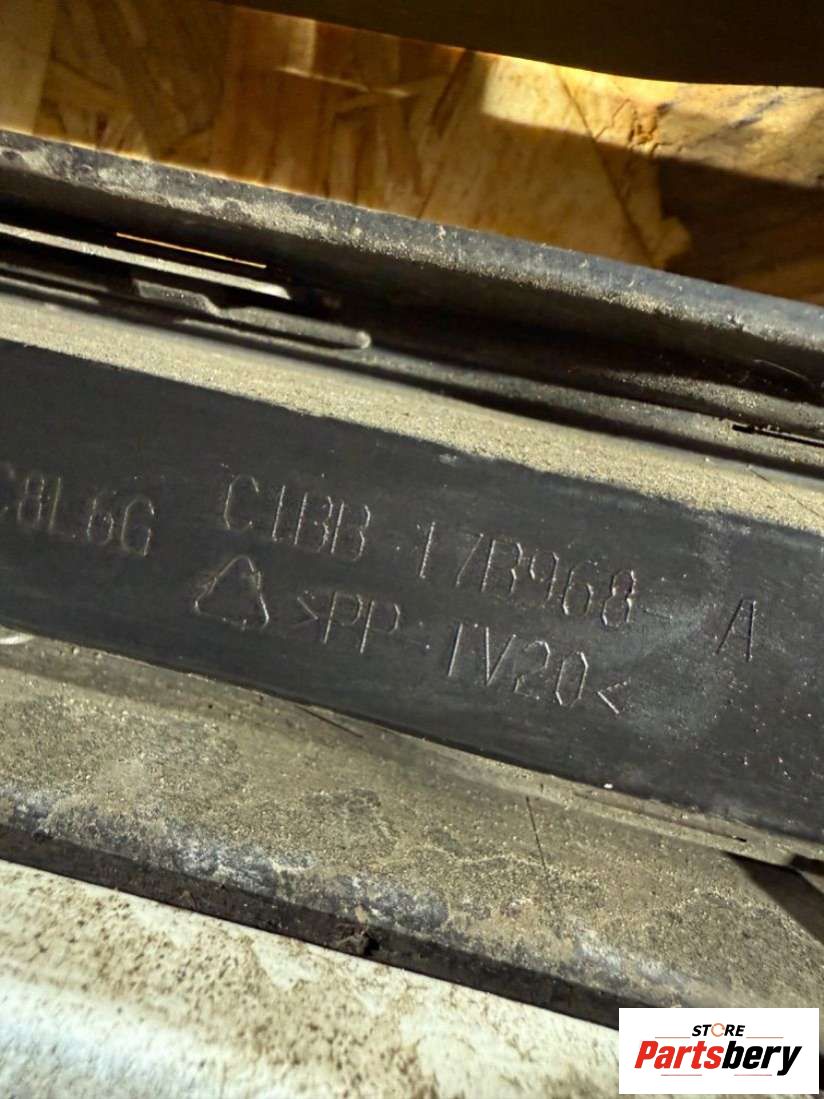 C8L6G C1BB-17B968-A
>PP-TV20<
STORE
Partsbery